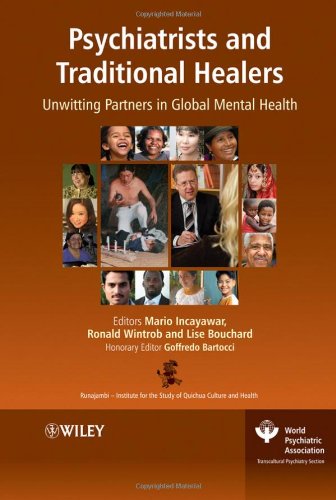 Psychiatrists and
Traditional Healers
Unwitting Partners in Global Mental Health
Editors Mario Incayawar,
Ronald Wintrob and Lise Bouchard
Honorary Editor Goffredo Bartocci
Runajambi – Institute for the Study of Quichua Culture and Health
WILEY
World
Psychiatric
Association
Transcultural Psychiatry Section